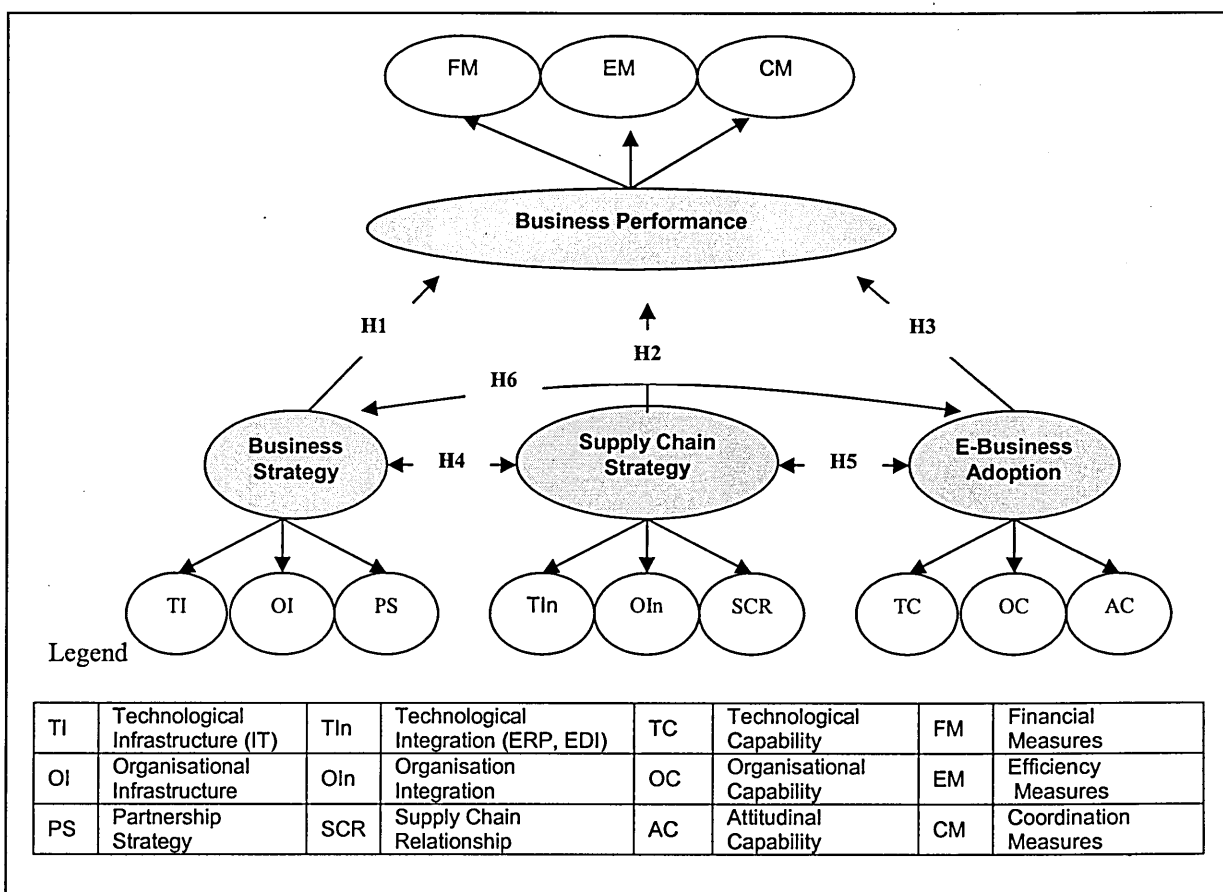 FM EM CM
Business Performance
H1 H3
H2
H6
Business Supply Chain E-Business
Strategy Strategy Adoption
H4 H5
TI OI PS TIn OIn SCR TC OC AC
Legend
TI Technological Infrastructure (IT) TIn Technological Integration (ERP, EDI) TC Technological Capability FM Financial Measures
OI Organisational Infrastructure OIn Organisation Integration OC Organisational Capability EM Efficiency Measures
PS Partnership Strategy SCR Supply Chain Relationship AC Attitudinal Capability CM Coordination Measures